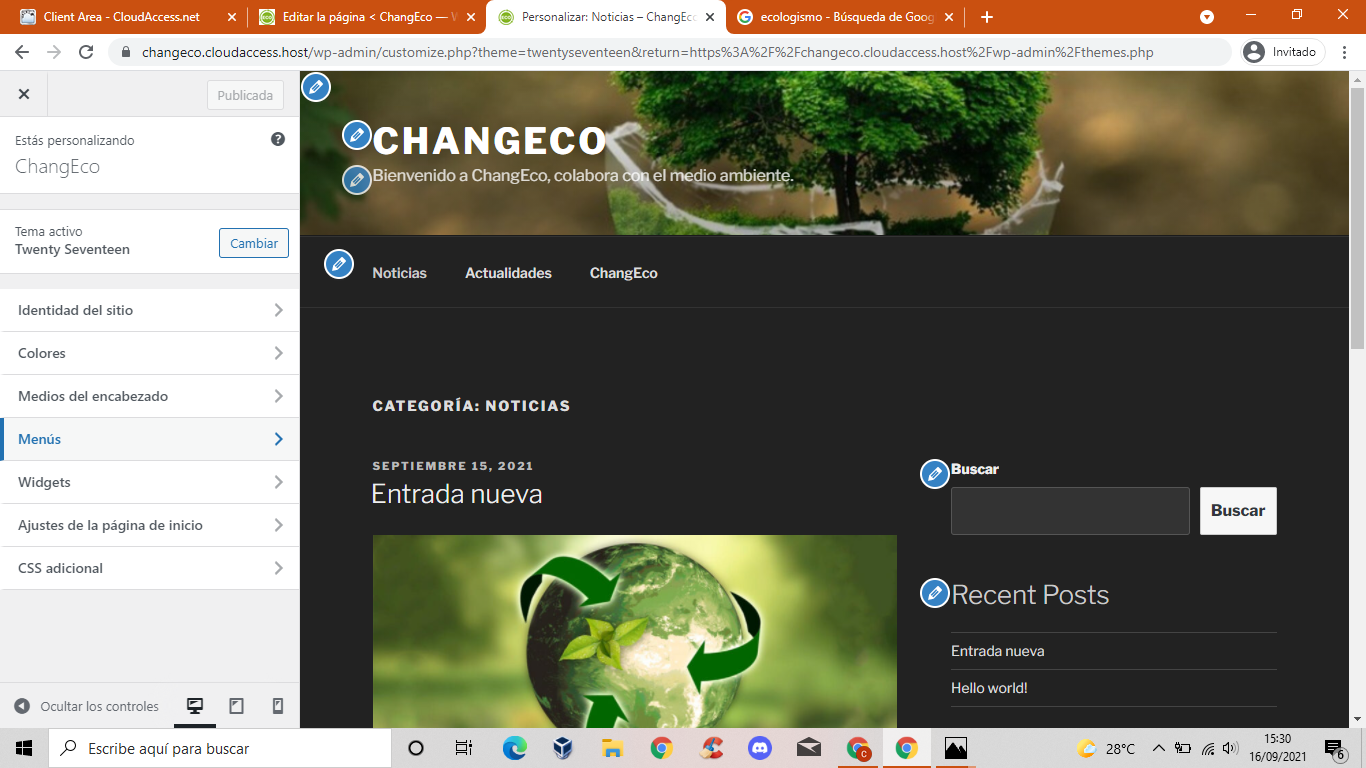 Client Area - CloudAccess.net
Editar la página < ChangEco —
Personalizar: Noticias – ChangEco
ecologismo - Búsqueda de Goog
changeco.cloudaccess.host/wp-admin/customize.php?theme=twentyseventeen&return=https%3A%2F%2Fchangeco.cloudaccess.host%2Fwp-admin%2Fthemes.php
Invitado
Publicada
Estás personalizando
ChangEco
Tema activo
Twenty Seventeen
Cambiar
Identidad del sitio
Colores
Medios del encabezado
Menús
Widgets
Ajustes de la página de inicio
CSS adicional
Ocultar los controles
CHANGECO
Bienvenido a ChangEco, colabora con el medio ambiente.
Noticias
Actualidades
ChangEco
CATEGORÍA: NOTICIAS
SEPTIEMBRE 15, 2021
Entrada nueva
Buscar
Buscar
Recent Posts
Entrada nueva
Hello world!
Escribe aquí para buscar
C
28°C
15:30
16/09/2021
6